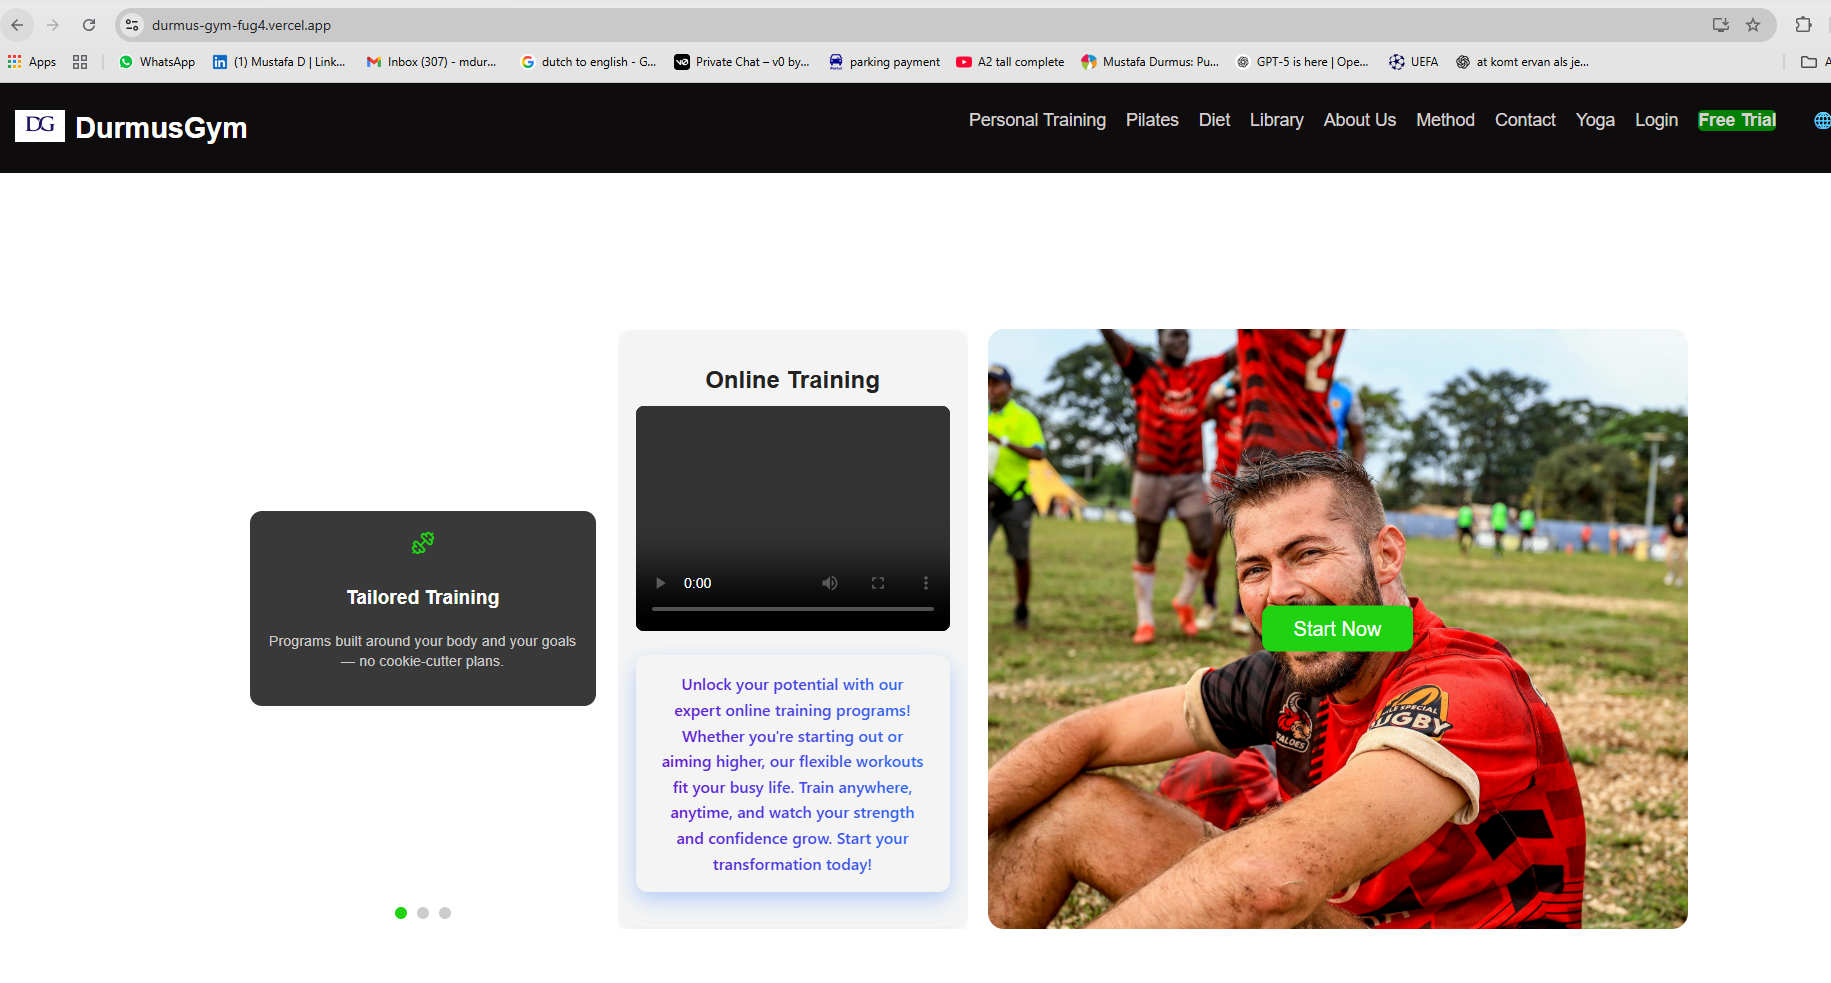 durmus-gym-fug4.vercel.app
Apps
WhatsApp
(1) Mustafa D | Link...
Inbox (307) - mdur...
dutch to english - G...
Private Chat – v0 by...
parking payment
A2 tall complete
Mustafa Durmus: Pu...
GPT-5 is here | Ope...
UEFA
at komt ervan als je...
DG
DurmusGym
Personal Training
Pilates
Diet
Library
About Us
Method
Contact
Yoga
Login
Free Trial
Tailored Training
Programs built around your body and your goals
— no cookie-cutter plans.
Online Training
0:00
Unlock your potential with our
expert online training programs!
Whether you're starting out or
aiming higher, our flexible workouts
fit your busy life. Train anywhere,
anytime, and watch your strength
and confidence grow. Start your
transformation today!
Start Now
SPECIAL
RUGBY